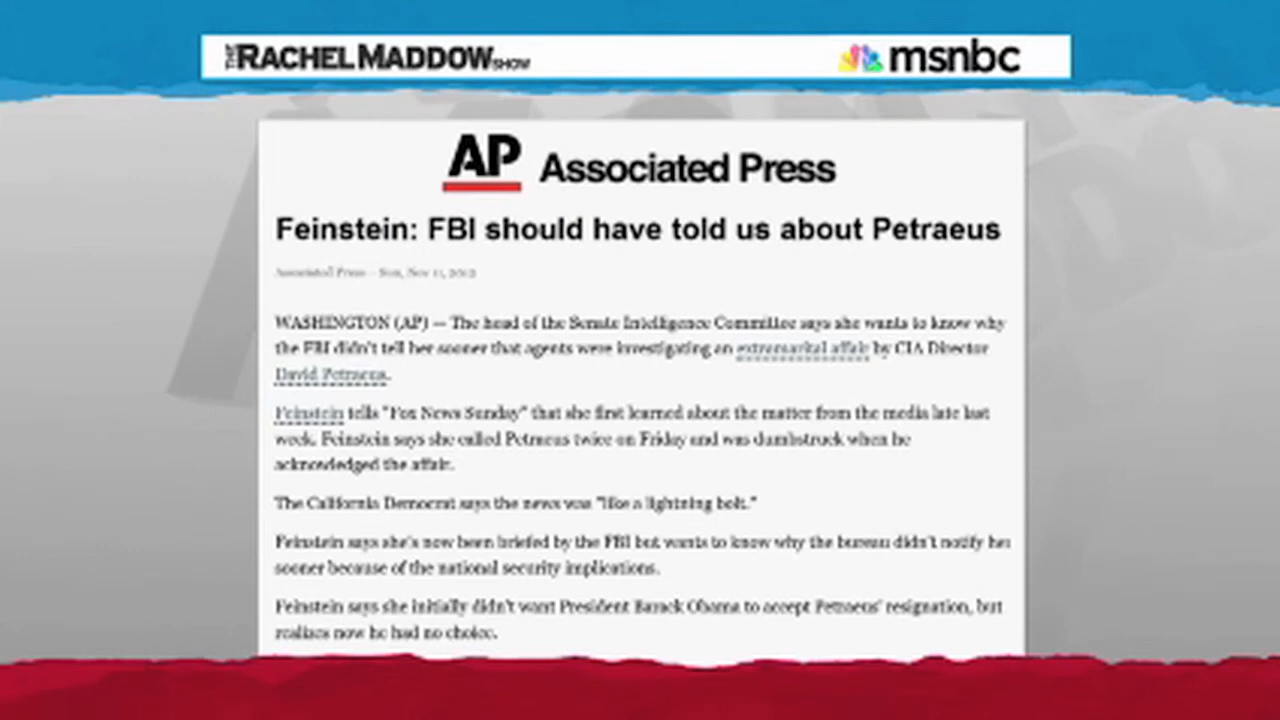 THE RACHEL MADDOW SHOW
msnbc
AP Associated Press
Feinstein: FBI should have told us about Petraeus
Associated Press – Sun, Nov 11, 2012
WASHINGTON (AP) — The head of the Senate Intelligence Committee says she wants to know why
the FBI didn't tell her sooner that agents were investigating an extramarital affair by CIA Director
David Petraeus.
Feinstein tells "Fox News Sunday" that she first learned about the matter from the media late last
week. Feinstein says she called Petraeus twice on Friday and was dumbstruck when he
acknowledged the affair.
The California Democrat says the news was "like a lightning bolt."
Feinstein says she's now been briefed by the FBI but wants to know why the bureau didn't notify her
sooner because of the national security implications.
Feinstein says she initially didn't want President Barack Obama to accept Petraeus' resignation, but
realizes now he had no choice.